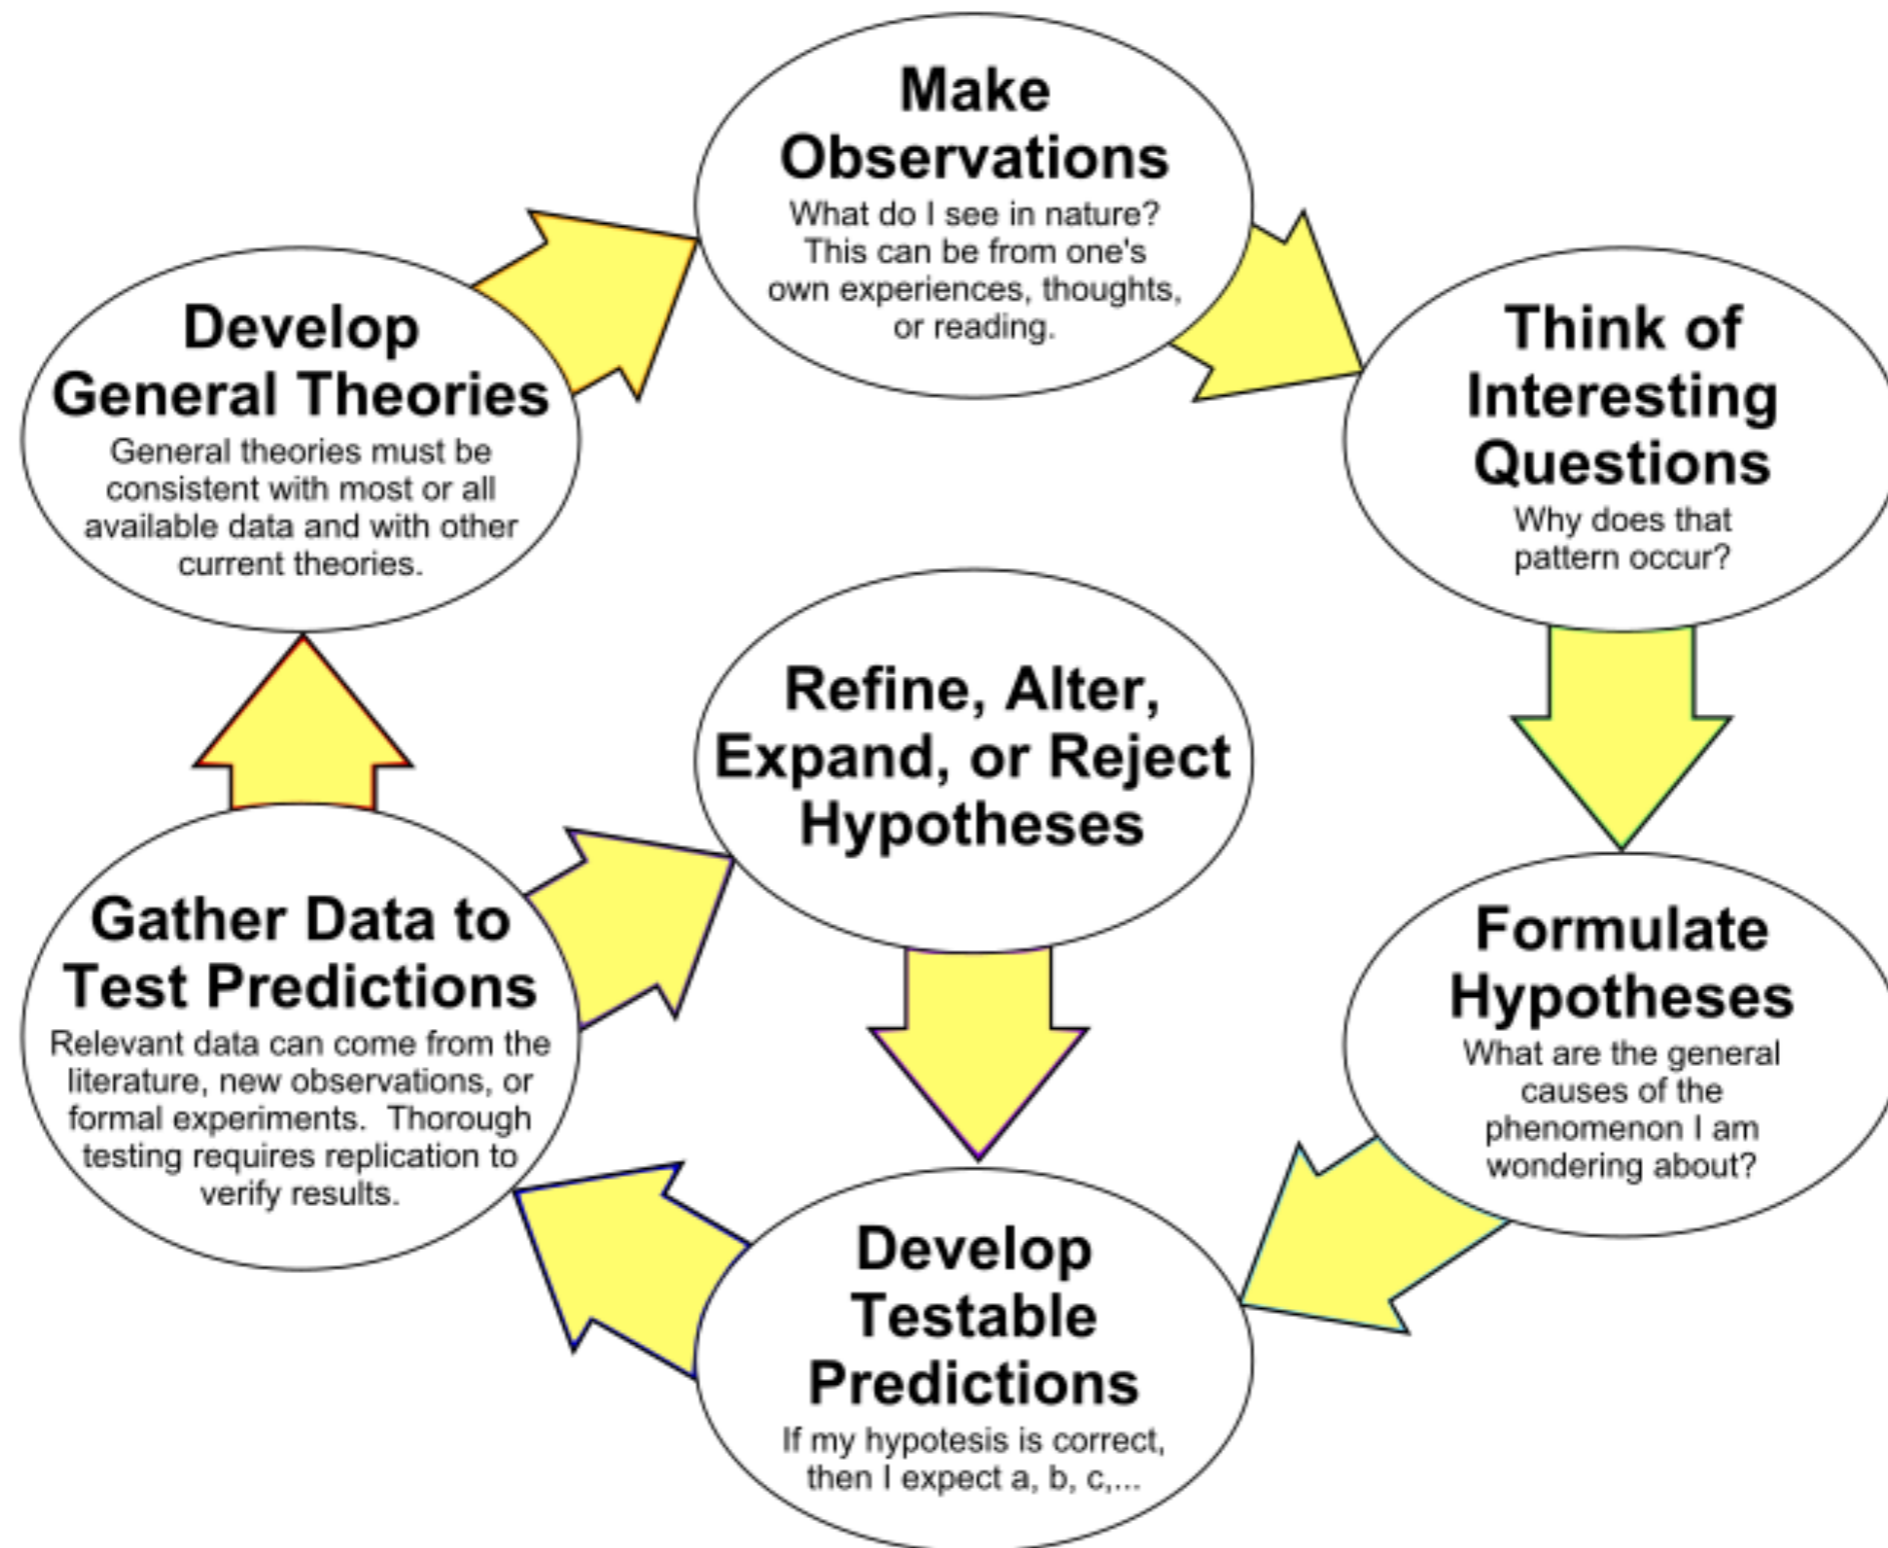 Make
Observations
What do I see in nature?
This can be from one's
own experiences, thoughts,
or reading.
Think of
Interesting
Questions
Why does that
pattern occur?
Formulate
Hypotheses
What are the general
causes of the
phenomenon I am
wondering about?
Develop
Testable
Predictions
If my hypotesis is correct,
then I expect a, b, c,...
Gather Data to
Test Predictions
Relevant data can come from the
literature, new observations, or
formal experiments.  Thorough
testing requires replication to
verify results.
Refine, Alter,
Expand, or Reject
Hypotheses
Develop
General Theories
General theories must be
consistent with most or all
available data and with other
current theories.